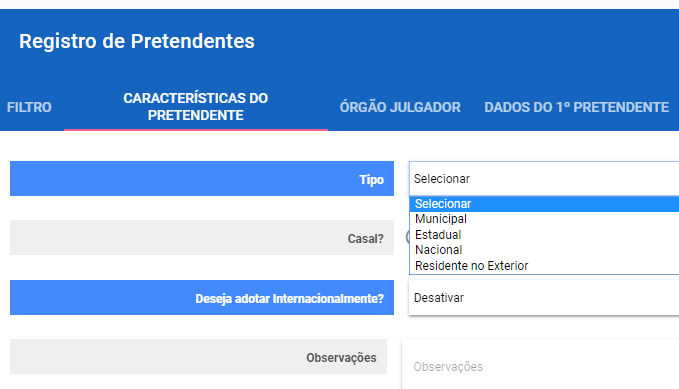 Registro de Pretendentes
FILTRO
CARACTERÍSTICAS DO
PRETENDENTE
ÓRGÃO JULGADOR
DADOS DO 1º PRETENDENTE
Tipo
Selecionar
Selecionar
Municipal
Estadual
Nacional
Residente no Exterior
Casal?
Deseja adotar Internacionalmente?
Desativar
Observações
Observações